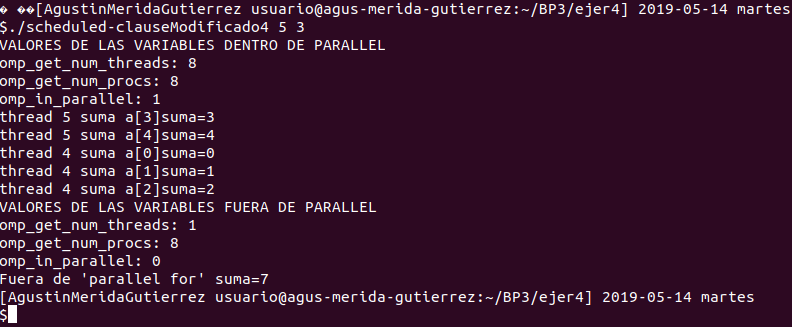 � ��[AgustinMeridaGutierrez usuario@agus-merida-gutierrez:~/BP3/ejer4] 2019-05-14 martes
$./scheduled-clauseModificado4 5 3
VALORES DE LAS VARIABLES DENTRO DE PARALLEL
omp_get_num_threads: 8
omp_get_num_procs: 8
omp_in_parallel: 1
thread 5 suma a[3]suma=3
thread 5 suma a[4]suma=4
thread 4 suma a[0]suma=0
thread 4 suma a[1]suma=1
thread 4 suma a[2]suma=2
VALORES DE LAS VARIABLES FUERA DE PARALLEL
omp_get_num_threads: 1
omp_get_num_procs: 8
omp_in_parallel: 0
Fuera de 'parallel for' suma=7
[AgustinMeridaGutierrez usuario@agus-merida-gutierrez:~/BP3/ejer4] 2019-05-14 martes
$